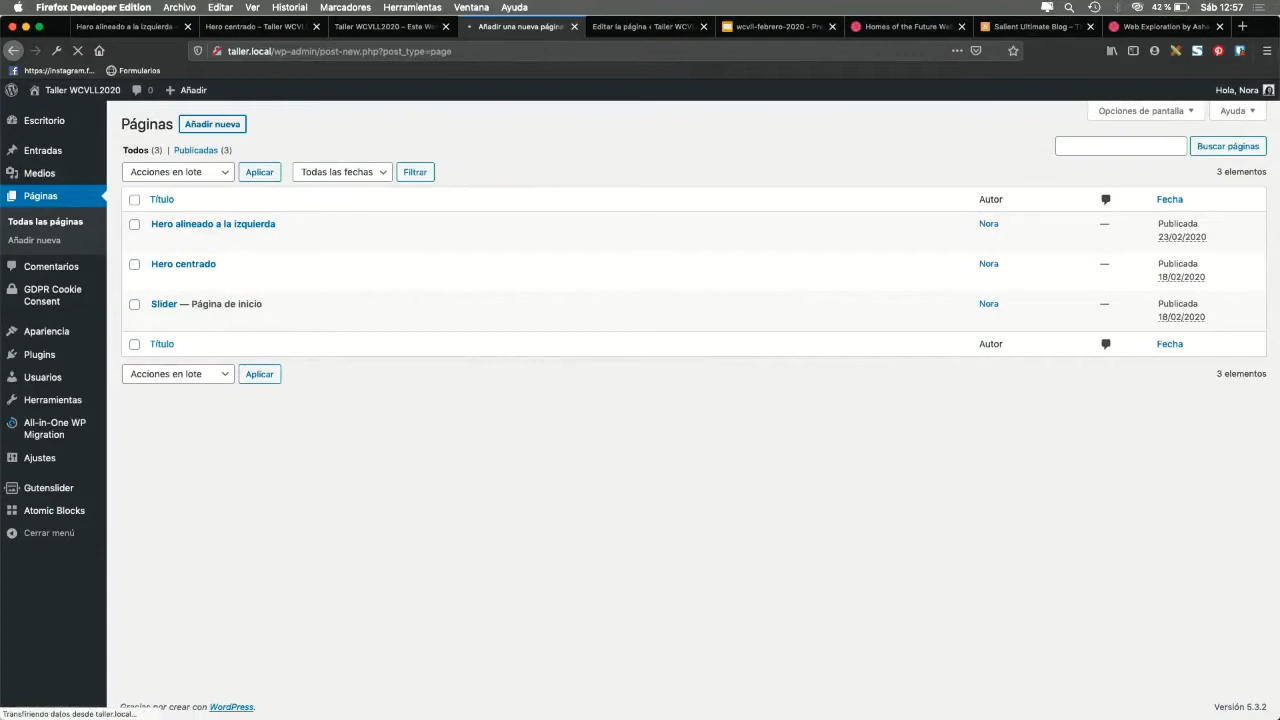 Firefox Developer Edition Archivo Editar Ver Historial Marcadores Herramientas Ventana Ayuda Sáb 12:57
Hero alineado a la izquierda – Hero centrado – Taller WCVLL Taller WCVLL2020 – Este We Añadir una nueva página Editar la página ‹ Taller WCVL wcvll-febrero-2020 – Pre Homes of the Future Web Salient Ultimate Blog – Th Web Exploration by Ashe
taller.local/wp-admin/post-new.php?post_type=page
https://instagram.f... Formularios
Taller WCVLL2020 0 Añadir Hola, Nora
Opciones de pantalla Ayuda
Páginas Añadir nueva
Todos (3) | Publicadas (3)
Buscar páginas
Acciones en lote Aplicar Todas las fechas Filtrar 3 elementos
Título Autor Fecha
Hero alineado a la izquierda Nora — Publicada
23/02/2020
Hero centrado Nora — Publicada
18/02/2020
Slider — Página de inicio Nora — Publicada
18/02/2020
Título Autor Fecha
Acciones en lote Aplicar 3 elementos
Escritorio
Entradas
Medios
Páginas
Todas las páginas
Añadir nueva
Comentarios
GDPR Cookie
Consent
Apariencia
Plugins
Usuarios
Herramientas
All-in-One WP
Migration
Ajustes
Gutenslider
Atomic Blocks
Cerrar menú
Gracias por crear con WordPress. Versión 5.3.2
Transfiriendo datos desde taller.local...